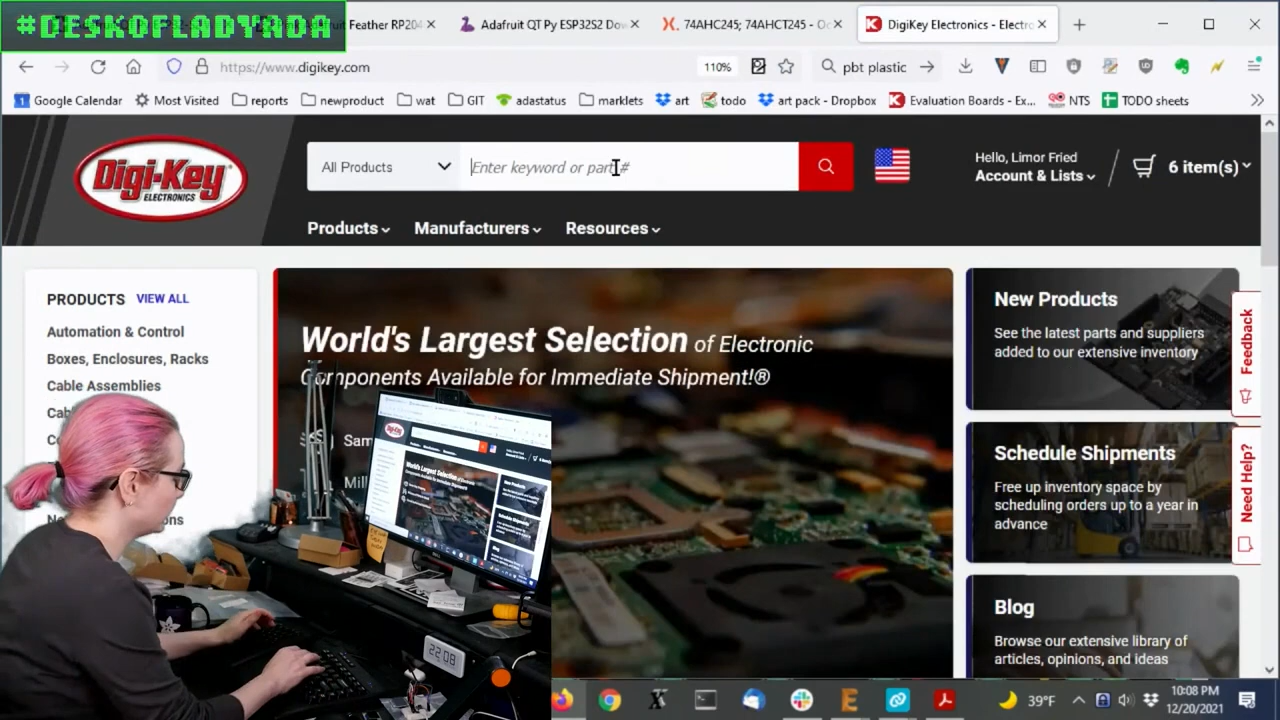 #DESKOFLADYADA
Feather RP204
Adafruit QT Py ESP32S2 Dow
74AHC245; 74AHCT245 - Oc
DigiKey Electronics - Electro
https://www.digikey.com
110%
pbt plastic
Google Calendar
Most Visited
reports
newproduct
wat
GIT
adastatus
marklets
art
todo
art pack - Dropbox
Evaluation Boards - Ex...
NTS
TODO sheets
Digi-Key
ELECTRONICS
All Products
Enter keyword or part #
Hello, Limor Fried
Account & Lists
6 item(s)
Products
Manufacturers
Resources
PRODUCTS VIEW ALL
Automation & Control
Boxes, Enclosures, Racks
Cable Assemblies
World's Largest Selection of Electronic
Components Available for Immediate Shipment!®
New Products
See the latest parts and suppliers
added to our extensive inventory
Schedule Shipments
Free up inventory space by
scheduling orders up to a year in
advance
Blog
Browse our extensive library of
articles, opinions, and ideas
Feedback
Need Help?
22:08
39°F
10:08 PM
12/20/2021